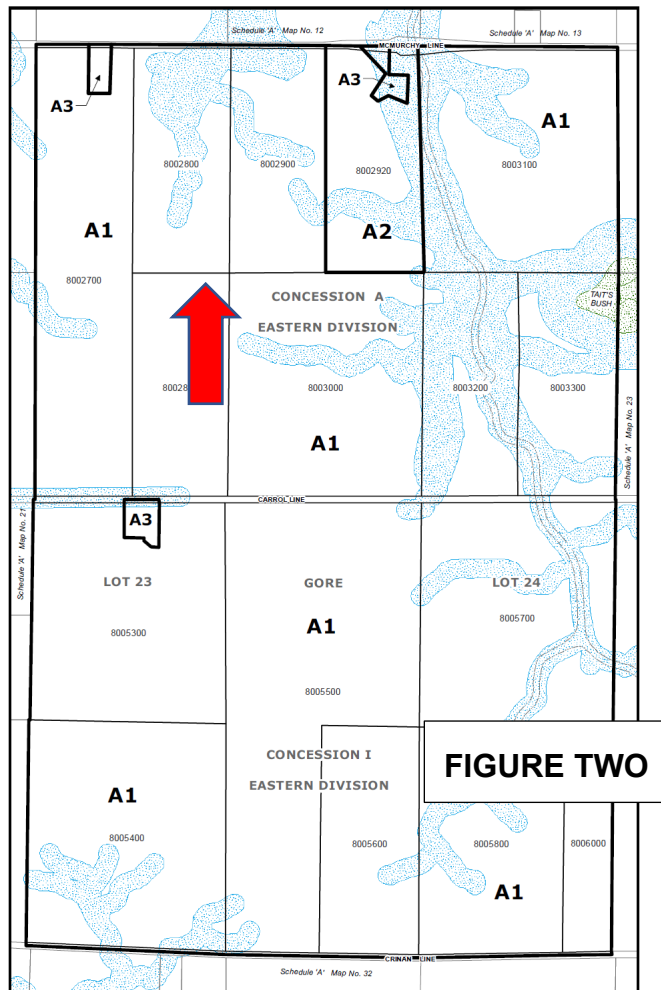 Schedule 'A' Map No. 12
Schedule 'A' Map No. 13
MCMURCHY LINE
A3
A3
A1
8002800
8002900
8002920
8003100
A1
A2
8002700
CONCESSION A
EASTERN DIVISION
TAIT'S
BUSH
80028
8003000
8003200
8003300
A1
Schedule 'A' Map No. 23
Schedule 'A' Map No. 21
CARROL LINE
A3
LOT 23
GORE
LOT 24
8005300
A1
8005700
8005500
CONCESSION I
EASTERN DIVISION
FIGURE TWO
A1
8005400
8005600
8005800
8006000
A1
CRINAN LINE
Schedule 'A' Map No. 32